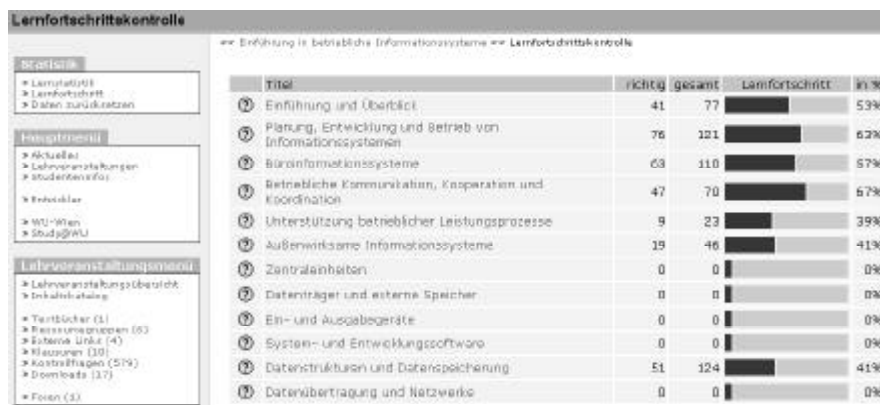 Lernfortschrittskontrolle
Einführung in betriebliche Informationssysteme Lernfortschrittskontrolle
Statistik
» Lernstatistik
» Lernfortschritt
» Daten zurücksetzen
Hauptmenü
» Aktuelles
» Lehrveranstaltungen
» Studenteninfos
» Entwickler
» WU-Wien
» Study@WU
Lehrveranstaltungsmenü
» Lehrveranstaltungsübersicht
» Inhaltskatalog
» Textbücher (1)
» Ressourcegruppen (6)
» Externe Links (4)
» Klausuren (10)
» Kontrollfragen (579)
» Downloads (17)
» Foren (1)
Titel richtig gesamt Lernfortschritt in %
? Einführung und Überblick 41 77 53%
? Planung, Entwicklung und Betrieb von
Informationssystemen 76 121 63%
? Büroinformationssysteme 63 110 57%
? Betriebliche Kommunikation, Kooperation und
Koordination 47 70 67%
? Unterstützung betrieblicher Leistungsprozesse 9 23 39%
? Außenwirksame Informationssysteme 19 46 41%
? Zentraleinheiten 0 0 0%
? Datenträger und externe Speicher 0 0 0%
? Ein- und Ausgabegeräte 0 0 0%
? System- und Entwicklungssoftware 0 0 0%
? Datenstrukturen und Datenspeicherung 51 124 41%
? Datenübertragung und Netzwerke 0 0 0%